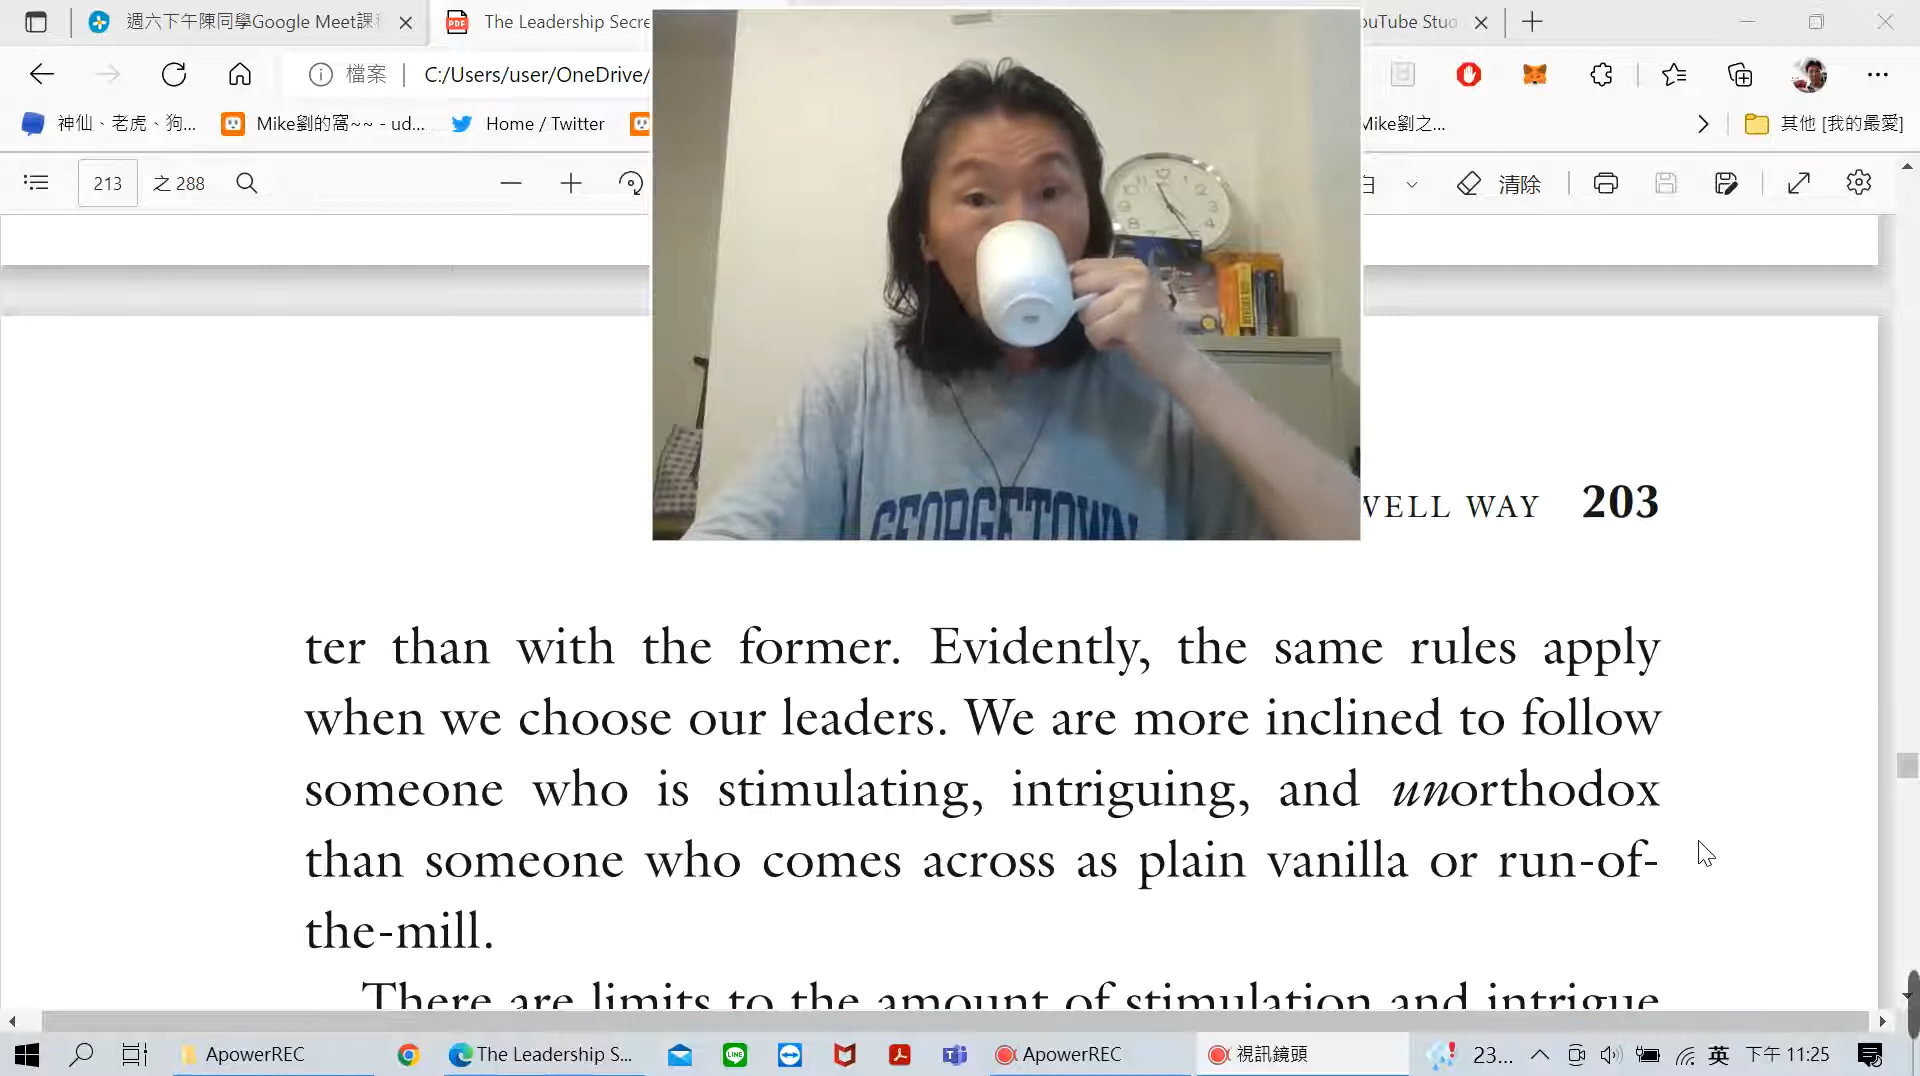 週六下午陳同學Google Meet課
The Leadership Secre
ouTube Stud
檔案
C:/Users/user/OneDrive/
神仙、老虎、狗...
Mike劉的窩~~ - ud...
Home / Twitter
Mike劉之...
其他 [我的最愛]
213 之 288
清除
GEORGETOWN
WELL WAY 203
ter than with the former. Evidently, the same rules apply
when we choose our leaders. We are more inclined to follow
someone who is stimulating, intriguing, and unorthodox
than someone who comes across as plain vanilla or run-of-
the-mill.
There are limits to the amount of stimulation and intrigue
ApowerREC
The Leadership S...
ApowerREC
視訊鏡頭
23...
英
下午 11:25